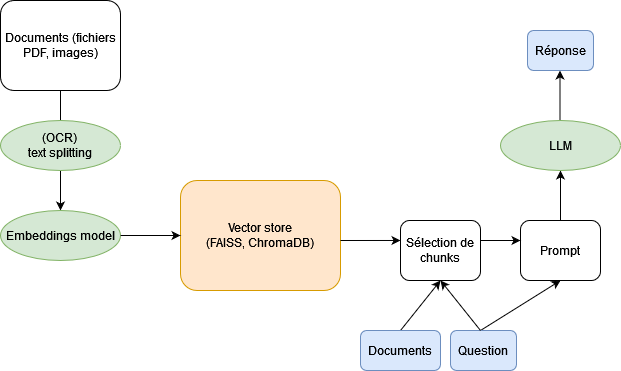 Documents (fichiers
PDF, images)
(OCR)
text splitting
Embeddings model
Vector store
(FAISS, ChromaDB)
Sélection de
chunks
Prompt
Documents
Question
LLM
Réponse